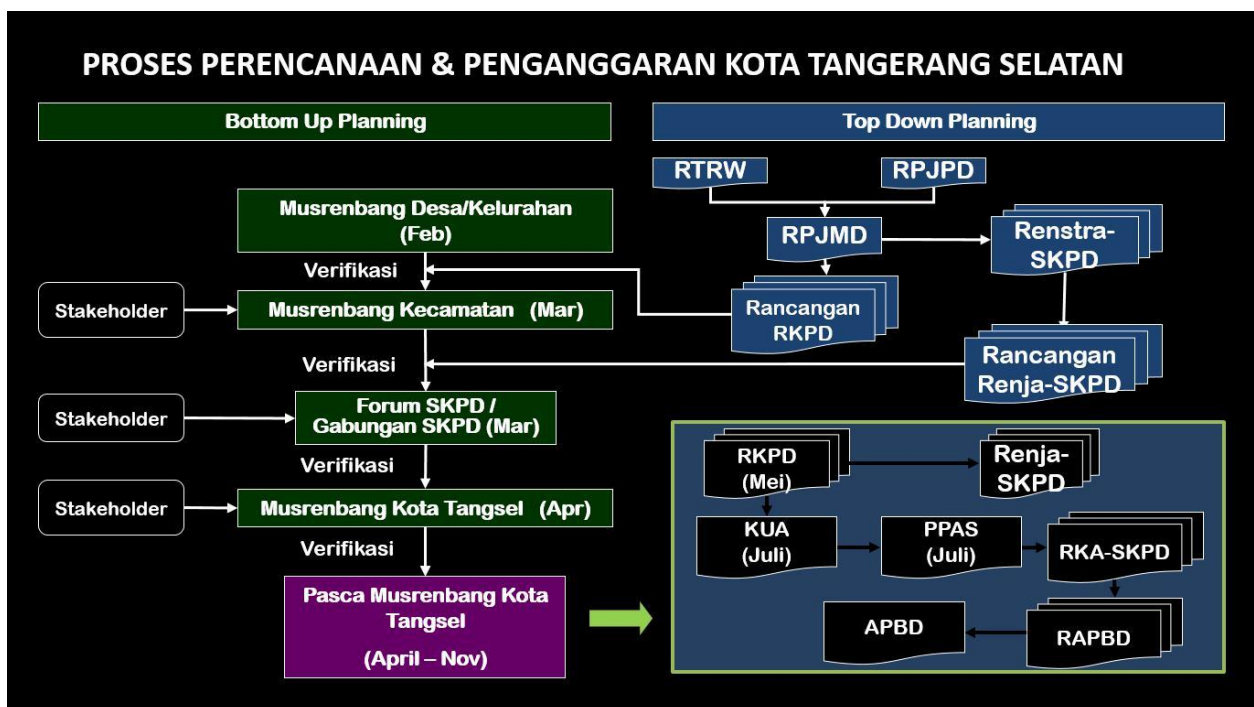 PROSES PERENCANAAN & PENGANGGARAN KOTA TANGERANG SELATAN
Bottom Up Planning
Musrenbang Desa/Kelurahan
(Feb)
Verifikasi
Stakeholder
Musrenbang Kecamatan (Mar)
Verifikasi
Stakeholder
Forum SKPD /
Gabungan SKPD (Mar)
Verifikasi
Stakeholder
Musrenbang Kota Tangsel (Apr)
Verifikasi
Pasca Musrenbang Kota
Tangsel
(April – Nov)
Top Down Planning
RTRW
RPJPD
RPJMD
Renstra-
SKPD
Rancangan
RKPD
Rancangan
Renja-SKPD
RKPD
(Mei)
Renja-
SKPD
KUA
(Juli)
PPAS
(Juli)
RKA-SKPD
APBD
RAPBD